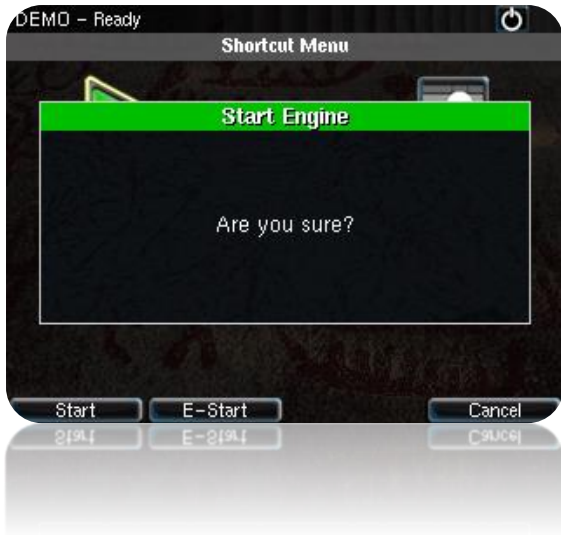 DEMO - Ready
Shortcut Menu
Start Engine
Are you sure?
Start E-Start Cancel